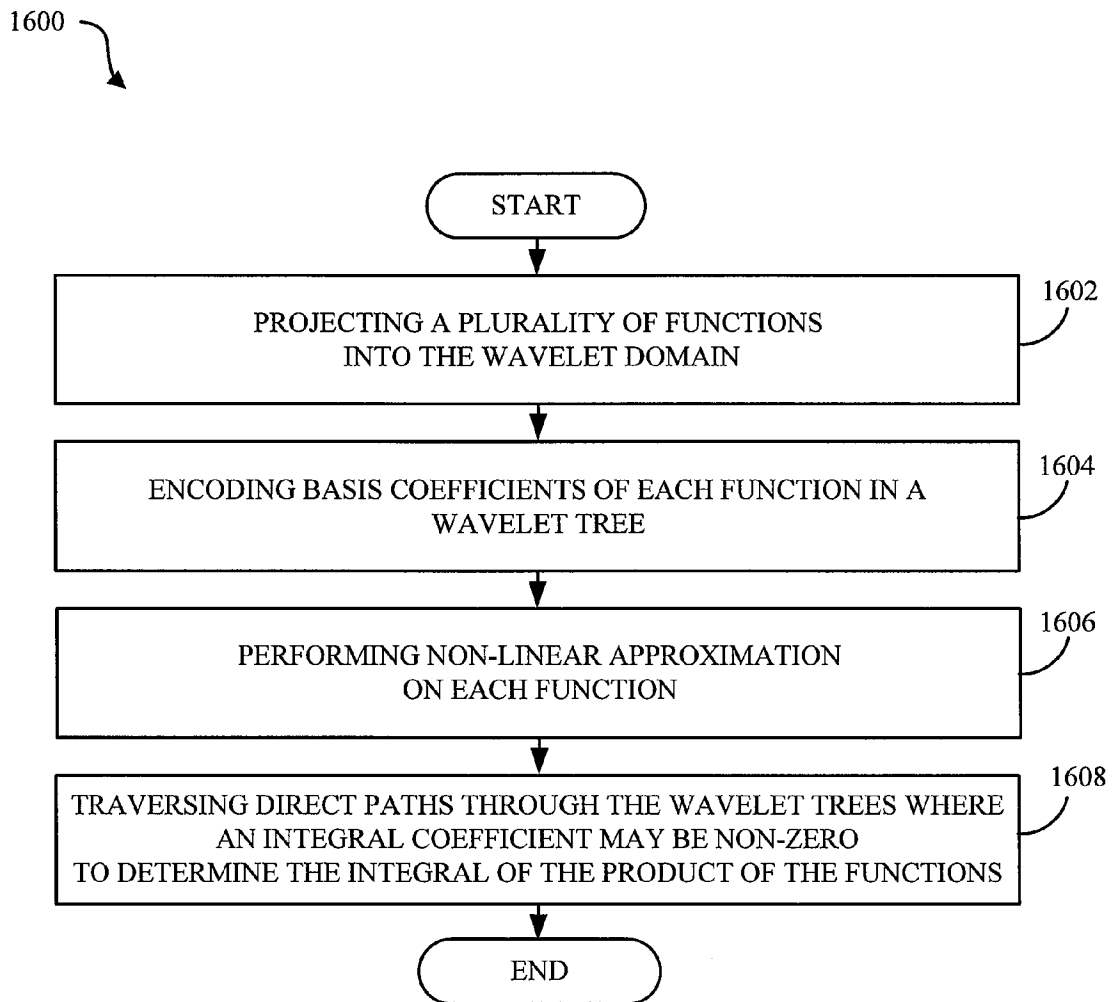 1600
START
PROJECTING A PLURALITY OF FUNCTIONS
INTO THE WAVELET DOMAIN
1602
ENCODING BASIS COEFFICIENTS OF EACH FUNCTION IN A
WAVELET TREE
1604
PERFORMING NON-LINEAR APPROXIMATION
ON EACH FUNCTION
1606
TRAVERSING DIRECT PATHS THROUGH THE WAVELET TREES WHERE
AN INTEGRAL COEFFICIENT MAY BE NON-ZERO
TO DETERMINE THE INTEGRAL OF THE PRODUCT OF THE FUNCTIONS
1608
END